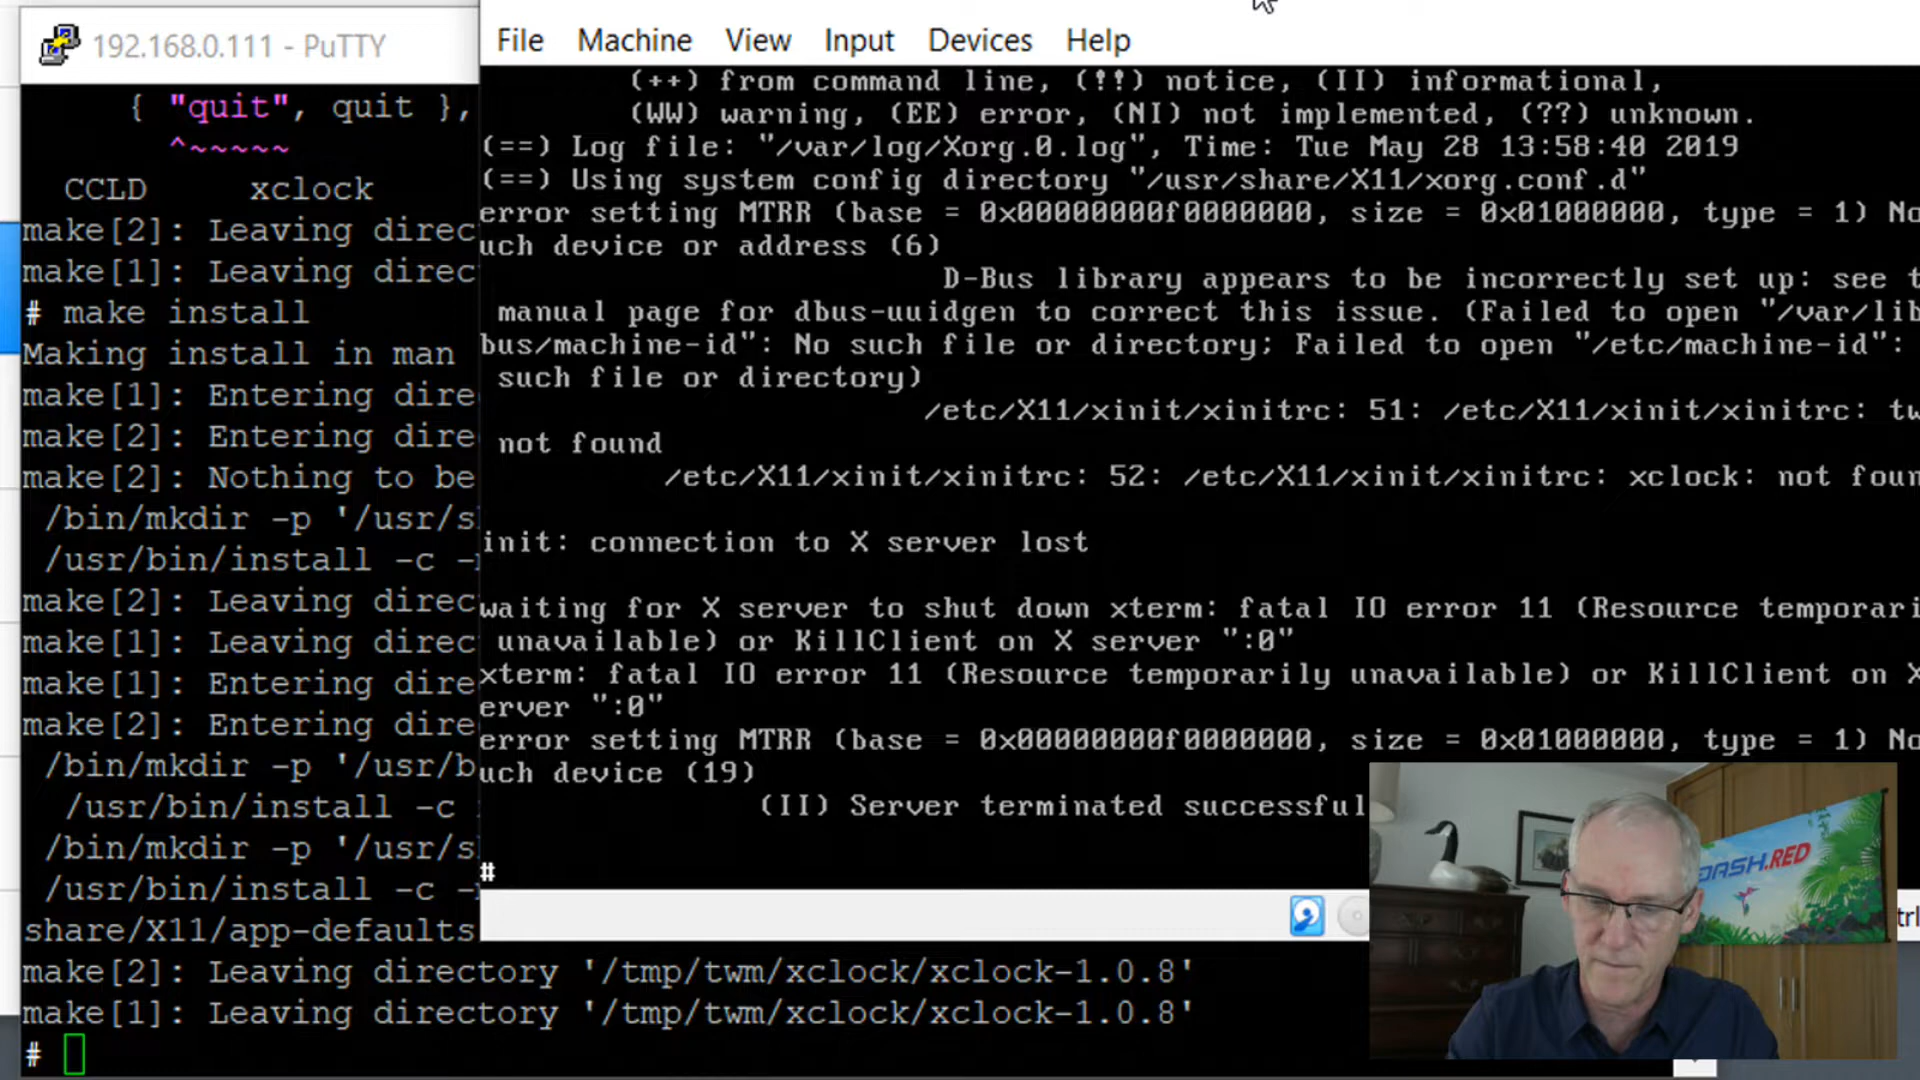 192.168.0.111 - PuTTY
{ "quit", quit },
^~~~~~
CCLD xclock
make[2]: Leaving direc
make[1]: Leaving direc
# make install
Making install in man
make[1]: Entering dire
make[2]: Entering dire
make[2]: Nothing to be
/bin/mkdir -p '/usr/s
/usr/bin/install -c -
make[2]: Leaving direc
make[1]: Leaving direc
make[1]: Entering dire
make[2]: Entering dire
/bin/mkdir -p '/usr/b
/usr/bin/install -c
/bin/mkdir -p '/usr/s
/usr/bin/install -c -
share/X11/app-defaults
make[2]: Leaving directory '/tmp/twm/xclock/xclock-1.0.8'
make[1]: Leaving directory '/tmp/twm/xclock/xclock-1.0.8'
#
File Machine View Input Devices Help
(++) from command line, (!!) notice, (II) informational,
(WW) warning, (EE) error, (NI) not implemented, (??) unknown.
(==) Log file: "/var/log/Xorg.0.log", Time: Tue May 28 13:58:40 2019
(==) Using system config directory "/usr/share/X11/xorg.conf.d"
error setting MTRR (base = 0x00000000f0000000, size = 0x01000000, type = 1) No
uch device or address (6)
D-Bus library appears to be incorrectly set up: see t
manual page for dbus-uuidgen to correct this issue. (Failed to open "/var/lib
bus/machine-id": No such file or directory; Failed to open "/etc/machine-id":
such file or directory)
/etc/X11/xinit/xinitrc: 51: /etc/X11/xinit/xinitrc: tw
not found
/etc/X11/xinit/xinitrc: 52: /etc/X11/xinit/xinitrc: xclock: not foun
init: connection to X server lost
waiting for X server to shut down xterm: fatal IO error 11 (Resource temporari
unavailable) or KillClient on X server ":0"
xterm: fatal IO error 11 (Resource temporarily unavailable) or KillClient on X
erver ":0"
error setting MTRR (base = 0x00000000f0000000, size = 0x01000000, type = 1) No
uch device (19)
(II) Server terminated successful
#
DASH.RED
trl